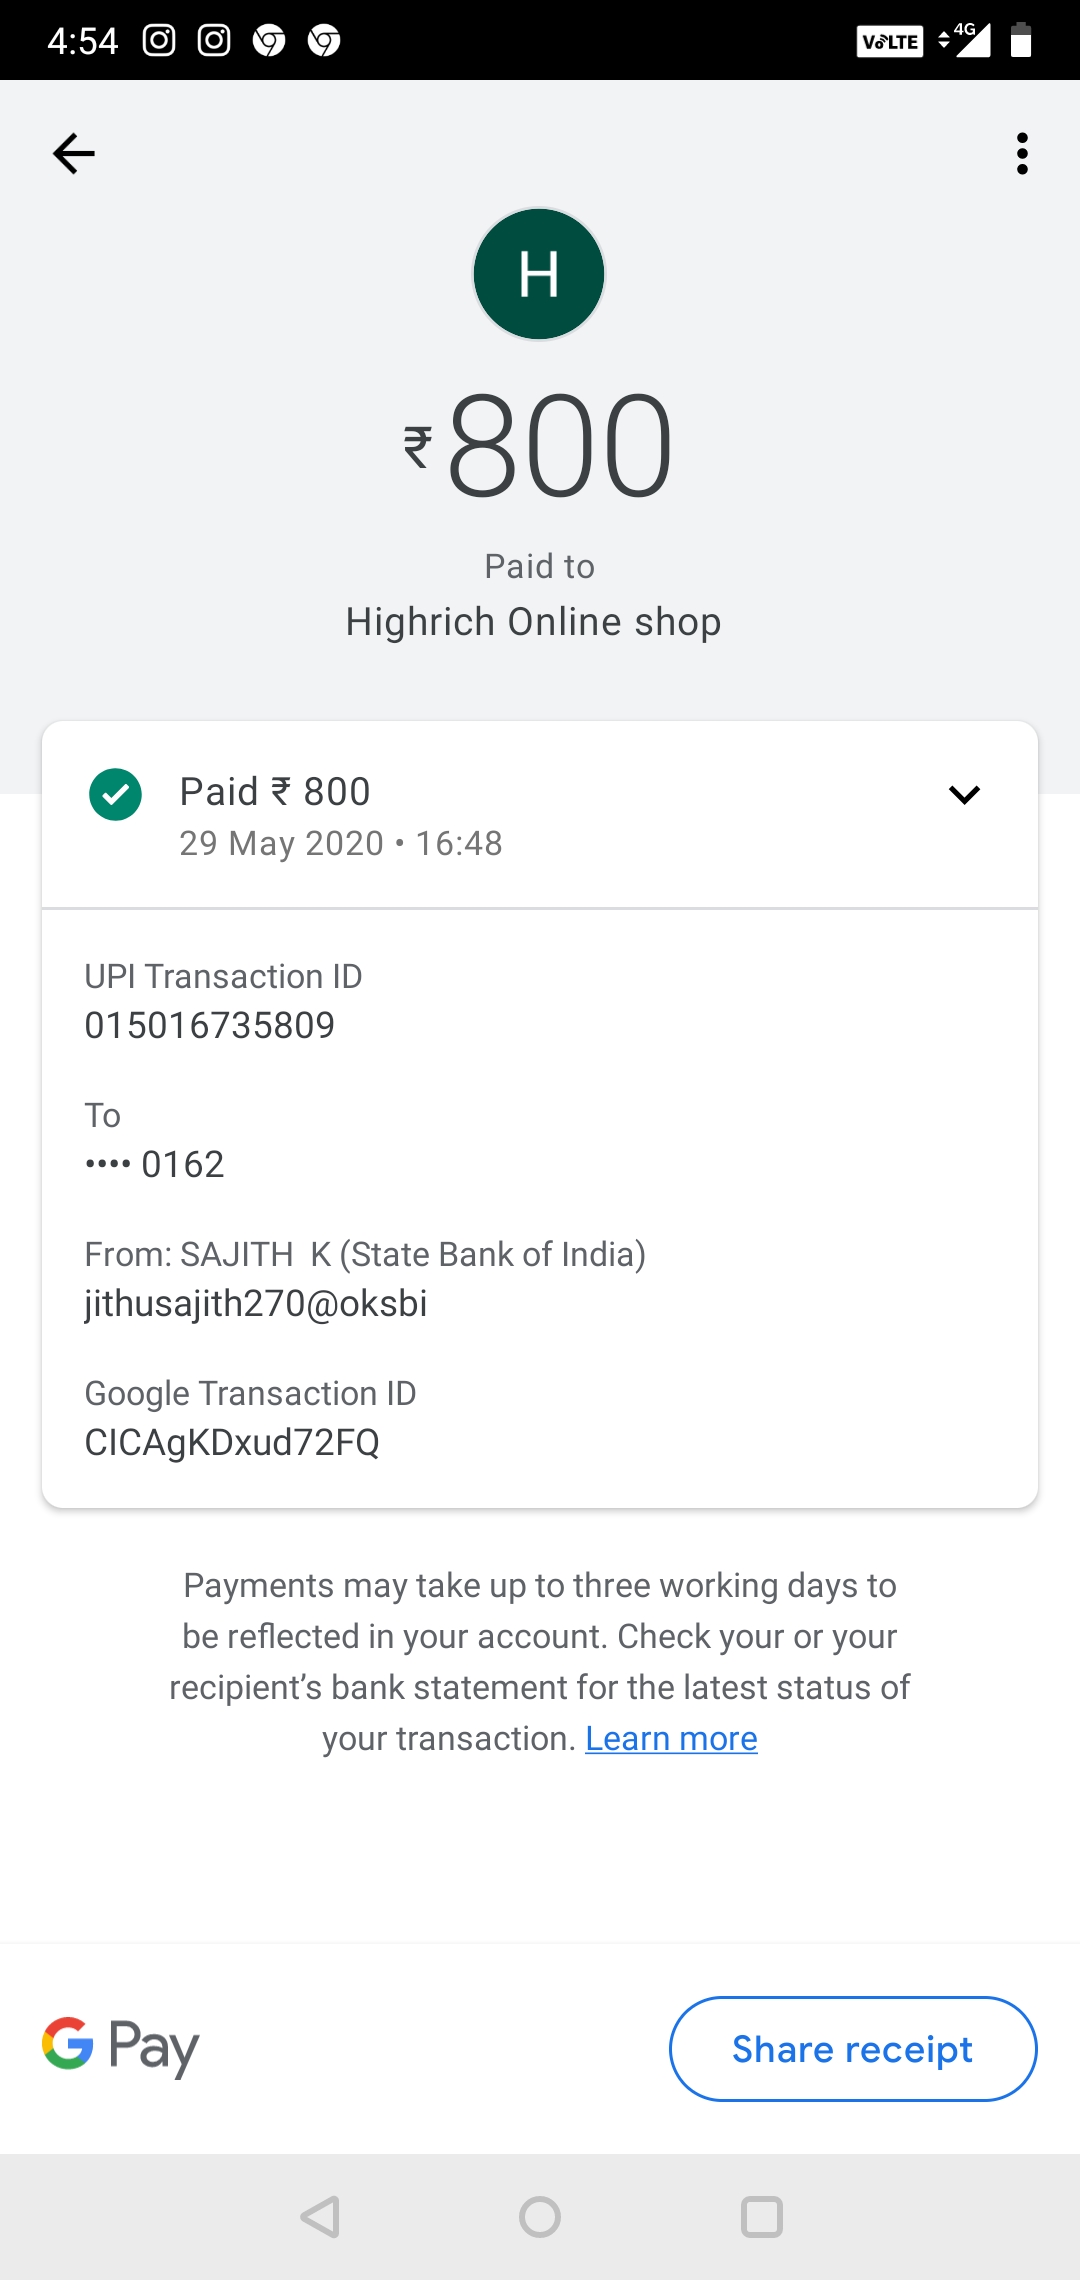 4:54
VoLTE 4G
H
₹800
Paid to
Highrich Online shop
Paid ₹ 800
29 May 2020 • 16:48
UPI Transaction ID
015016735809
To
•••• 0162
From: SAJITH  K (State Bank of India)
jithusajith270@oksbi
Google Transaction ID
CICAgKDxud72FQ
Payments may take up to three working days to
be reflected in your account. Check your or your
recipient’s bank statement for the latest status of
your transaction. Learn more
G Pay
Share receipt